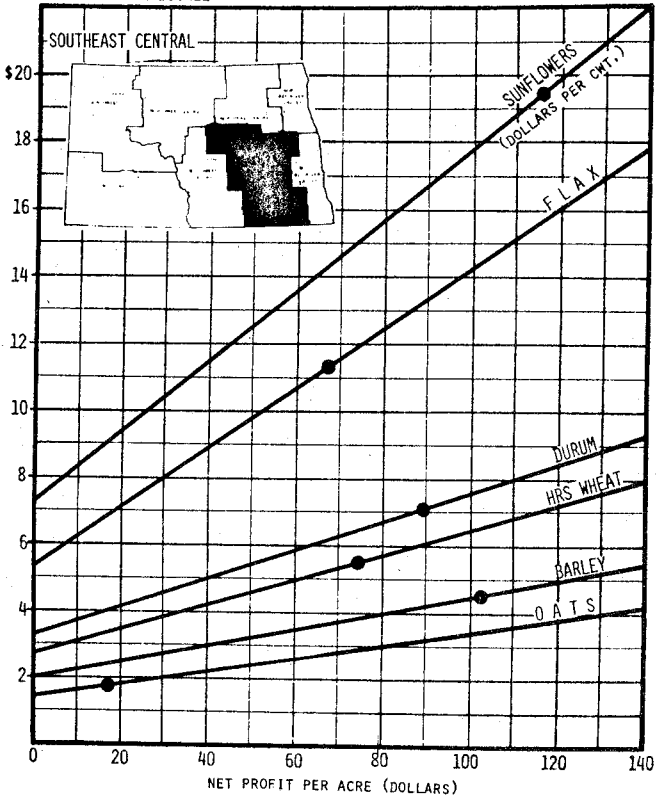 SOUTHEAST CENTRAL
SUNFLOWERS
(DOLLARS PER CWT.)
FLAX
DURUM
HRS WHEAT
BARLEY
OATS
$20
18
16
14
12
10
8
6
4
2
0 20 40 60 80 100 120 140
NET PROFIT PER ACRE (DOLLARS)